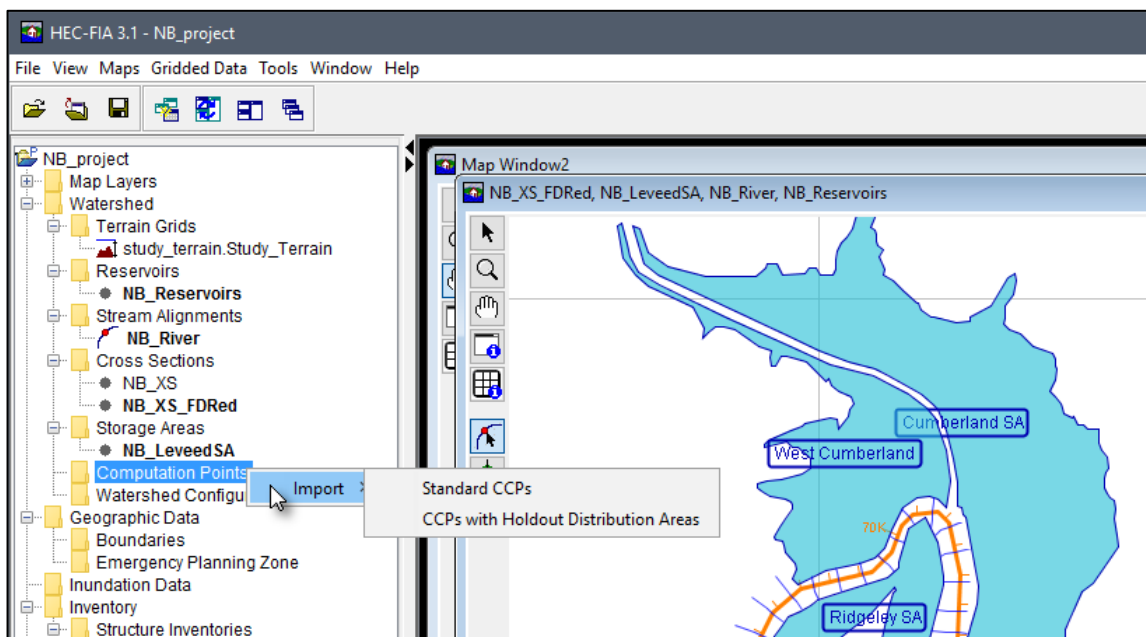 HEC-FIA 3.1 - NB_project
File View Maps Gridded Data Tools Window Help
NB_project
Map Layers
Watershed
Terrain Grids
study_terrain.Study_Terrain
Reservoirs
NB_Reservoirs
Stream Alignments
NB_River
Cross Sections
NB_XS
NB_XS_FDRed
Storage Areas
NB_LeveedSA
Computation Points
Watershed Configu
Geographic Data
Boundaries
Emergency Planning Zone
Inundation Data
Inventory
Structure Inventories
Import
Standard CCPs
CCPs with Holdout Distribution Areas
Map Window2
NB_XS_FDRed, NB_LeveedSA, NB_River, NB_Reservoirs
Cumberland SA
West Cumberland
70K
Ridgeley SA